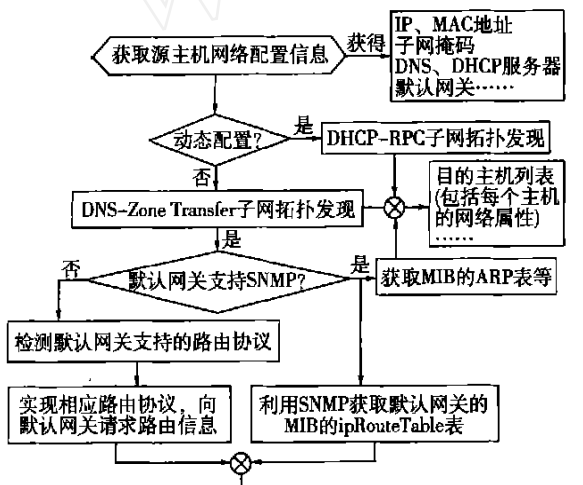 获取源主机网络配置信息
获得
IP、MAC地址
子网掩码
DNS、DHCP服务器
默认网关……
动态配置?
是
DHCP-RPC子网拓扑发现
否
DNS-Zone Transfer子网拓扑发现
目的主机列表
(包括每个主机
的网络属性)
……
是
否
默认网关支持SNMP?
是
获取MIB的ARP表等
检测默认网关支持的路由协议
实现相应路由协议，向
默认网关请求路由信息
利用SNMP获取默认网关的
MIB的ipRouteTable表